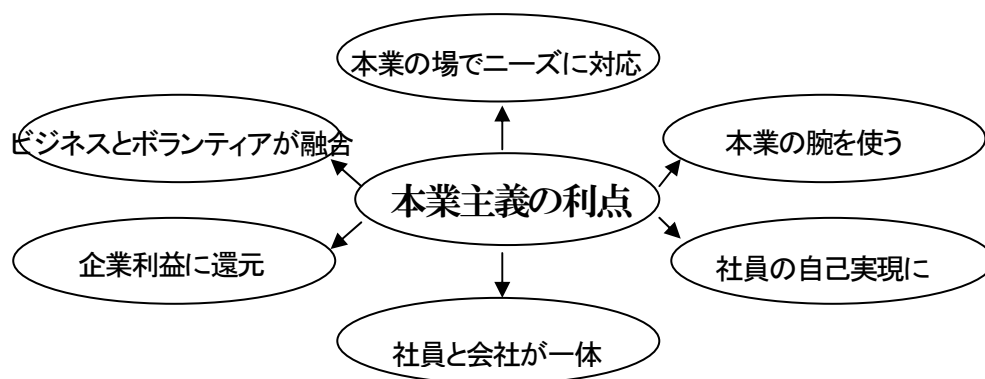 本業の場でニーズに対応
ビジネスとボランティアが融合
本業の腕を使う
本業主義の利点
企業利益に還元
社員の自己実現に
社員と会社が一体